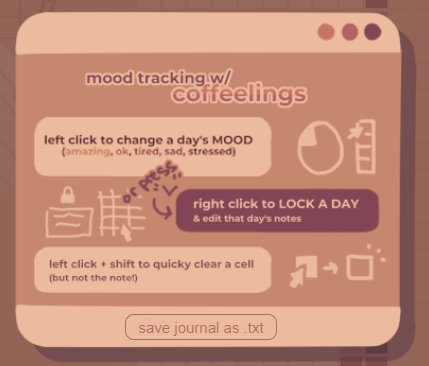 mood tracking w/
coffeelings
left click to change a day's MOOD
(amazing, ok, tired, sad, stressed)
or press:
right click to LOCK A DAY
& edit that day's notes
left click + shift to quicky clear a cell
(but not the note!)
save journal as .txt